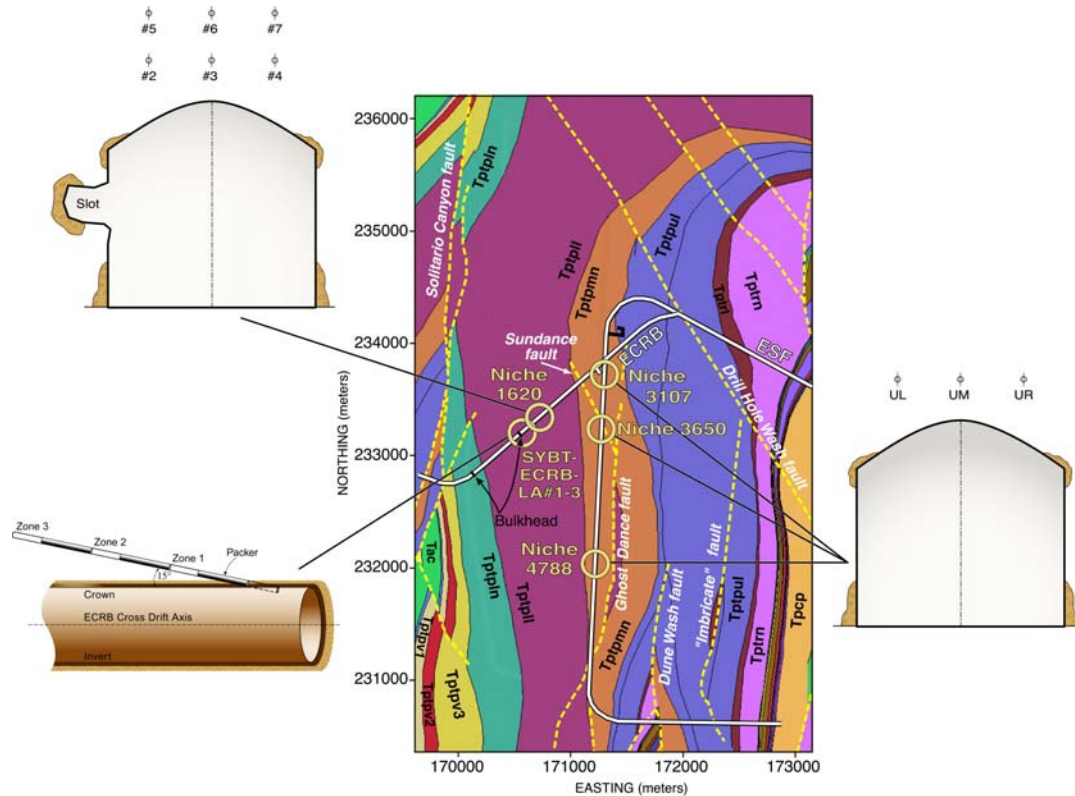 #5 #6 #7
#2 #3 #4
Slot
236000
235000
234000
233000
232000
231000
NORTHING (meters)
170000 171000 172000 173000
EASTING (meters)
Solitario Canyon fault
Tptpln
Tptpll
Tptpmn
Tptpul
Tptrl
Tptrn
Sundance
fault
ECRB
ESF
Drill Hole Wash fault
Niche
1620
Niche
3107
Niche 3650
SYBT-
ECRB-
LA#1-3
Bulkhead
Niche
4788
Ghost Dance fault
Dune Wash fault
"Imbricate" fault
Tac
Tptpv1
Tptpv2
Tptpv3
Tptpln
Tptpll
Tptpmn
Tptpul
Tptrn
Tpcp
UL UM UR
Zone 3
Zone 2
Zone 1
Packer
15°
Crown
ECRB Cross Drift Axis
Invert